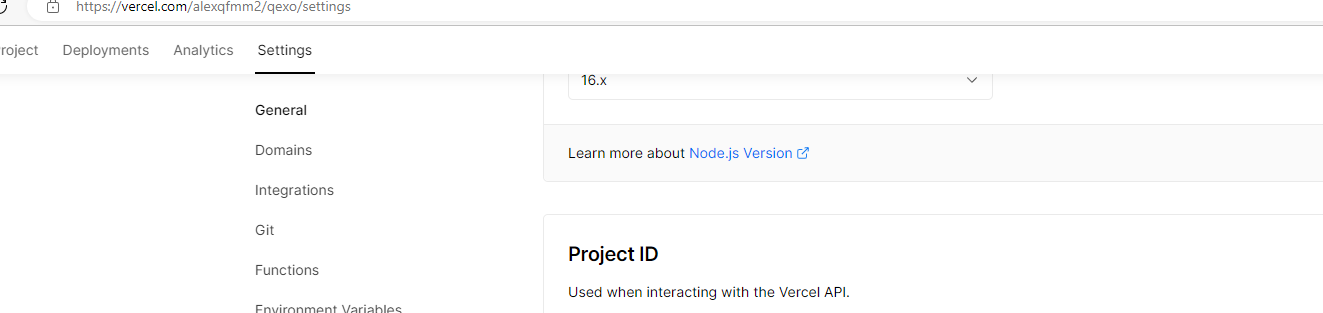 https://vercel.com/alexqfmm2/qexo/settings
roject Deployments Analytics Settings
16.x
General
Domains
Learn more about Node.js Version
Integrations
Git
Project ID
Functions
Used when interacting with the Vercel API.
Environment Variables